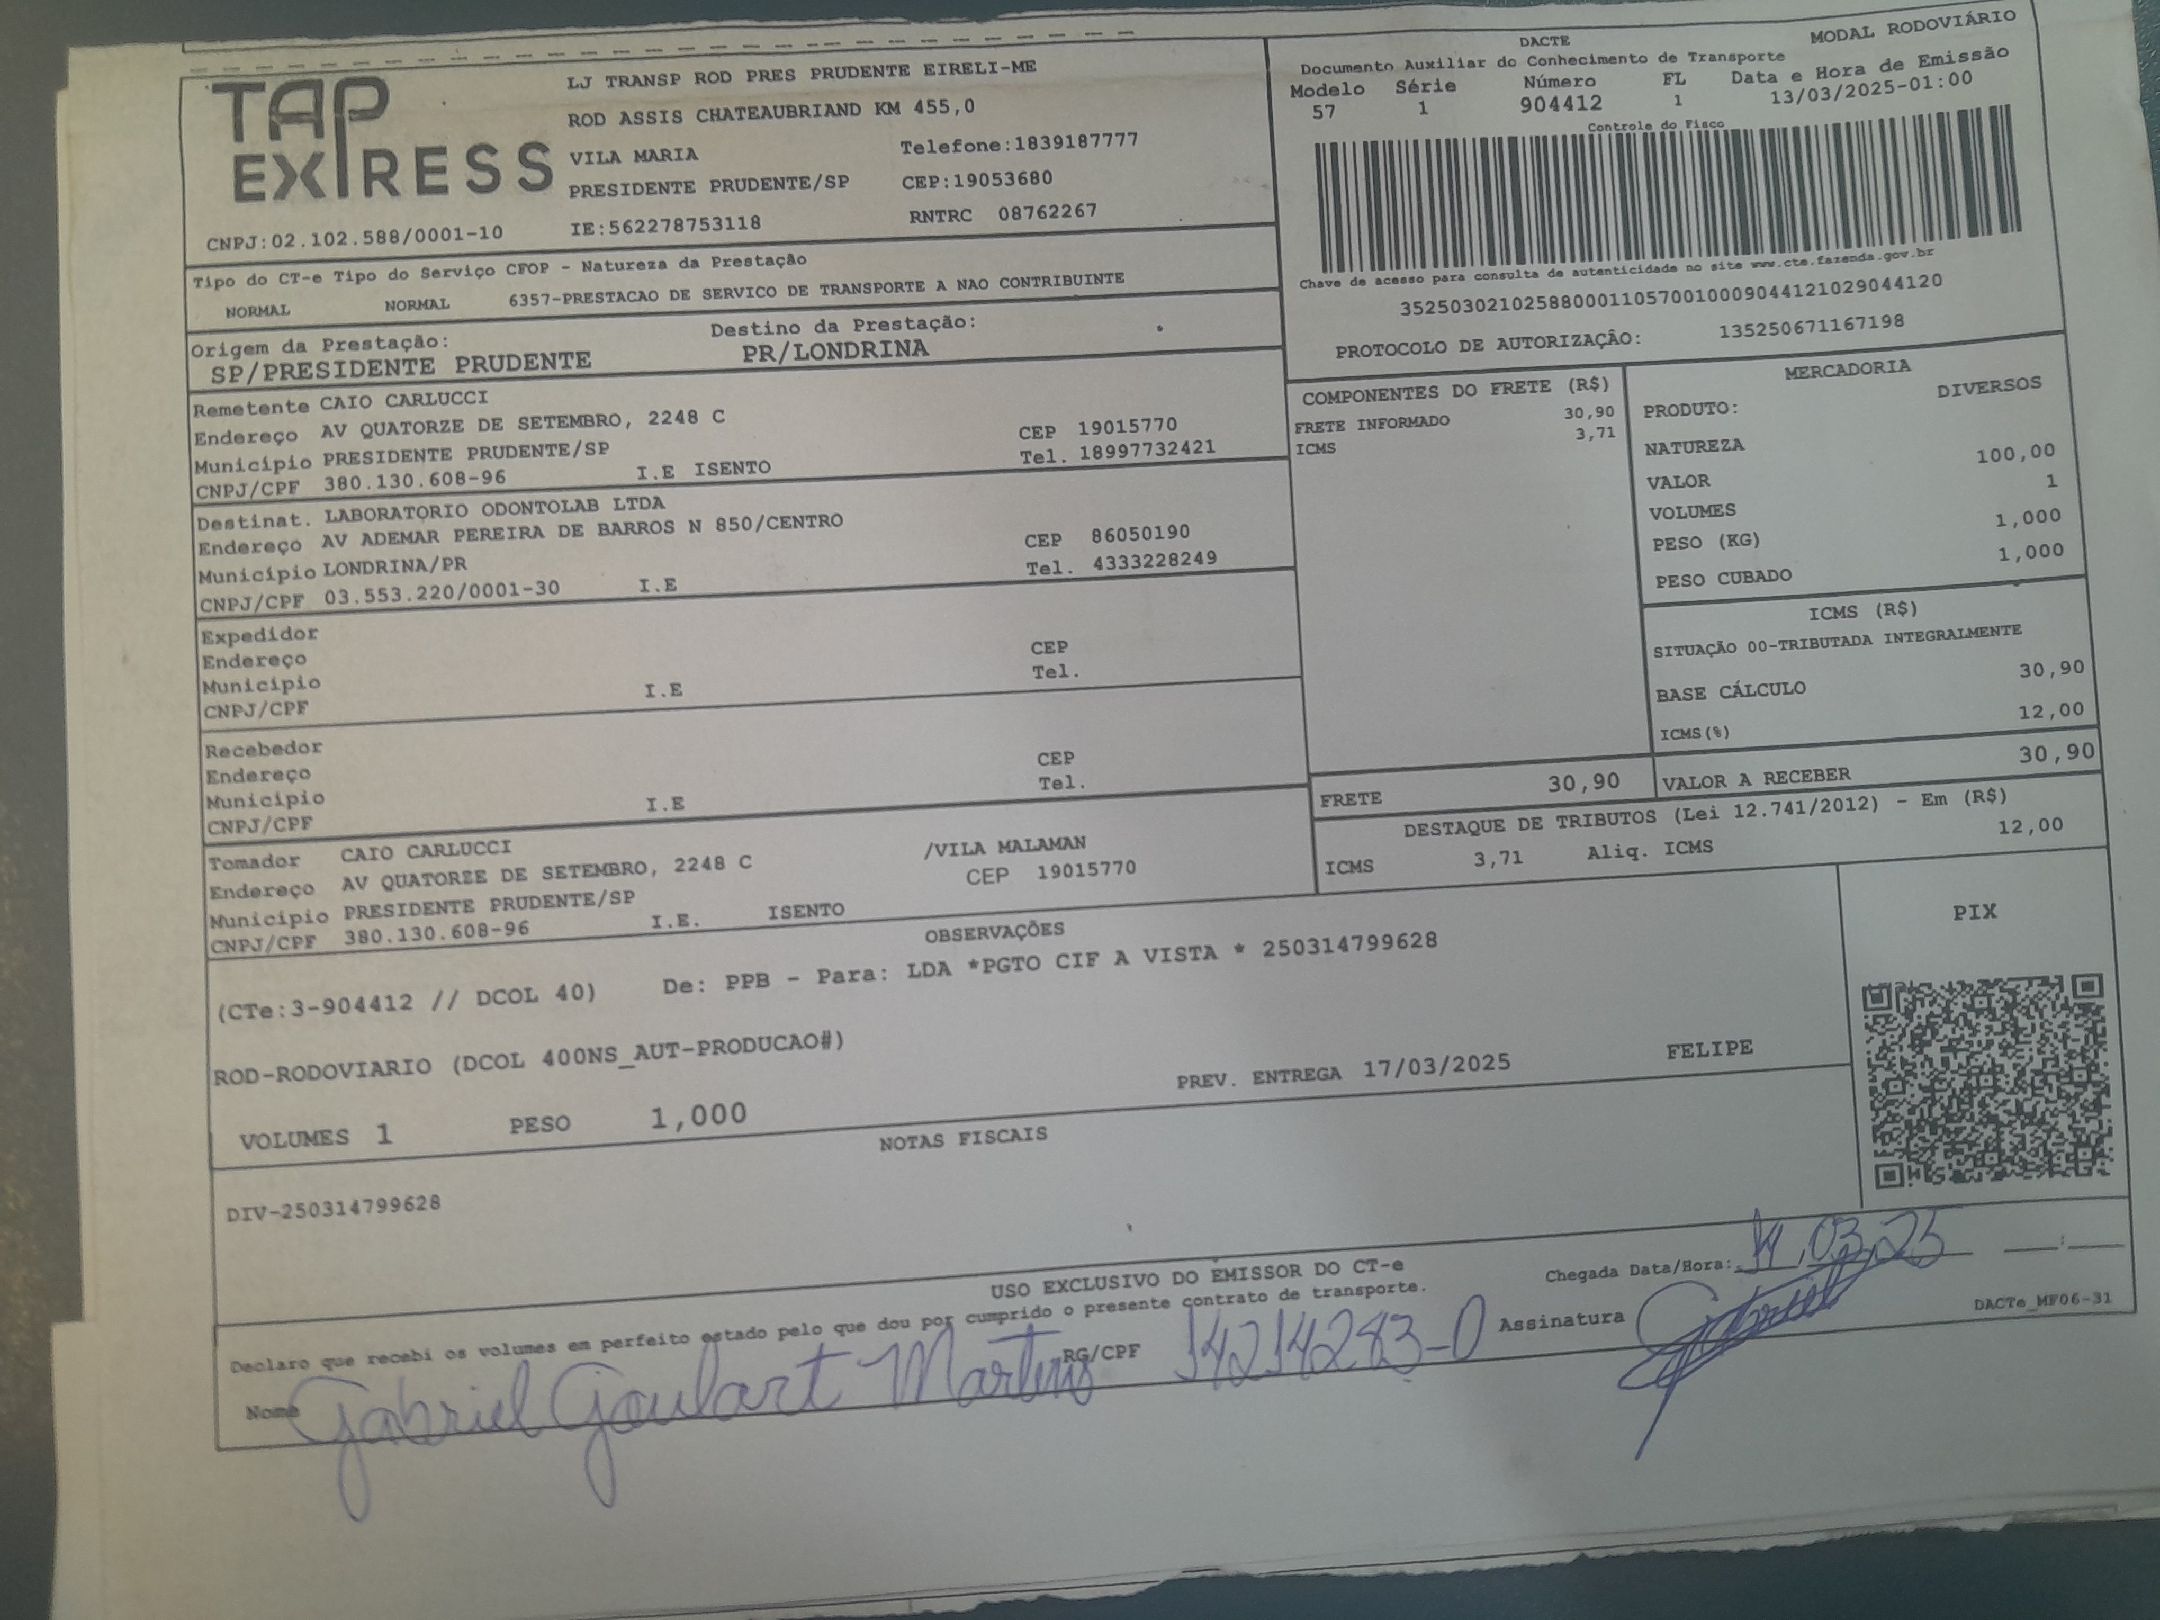 TAP EXPRESS
LJ TRANSP ROD PRES PRUDENTE EIRELI-ME
ROD ASSIS CHATEAUBRIAND KM 455,0
VILA MARIA Telefone:1839187777
PRESIDENTE PRUDENTE/SP CEP:19053680
CNPJ:02.102.588/0001-10 IE:562278753118 RNTRC 08762267
DACTE MODAL RODOVIÁRIO
Documento Auxiliar do Conhecimento de Transporte
Modelo Série Número FL Data e Hora de Emissão
57 1 904412 1 13/03/2025-01:00
Controle do Fisco
Chave de acesso para consulta de autenticidade no site www.cte.fazenda.gov.br
35250302102588000110570010009044121029044120
PROTOCOLO DE AUTORIZAÇÃO: 135250671167198
Tipo do CT-e Tipo do Serviço CFOP - Natureza da Prestação
NORMAL NORMAL 6357-PRESTACAO DE SERVICO DE TRANSPORTE A NAO CONTRIBUINTE
Origem da Prestação: Destino da Prestação:
SP/PRESIDENTE PRUDENTE PR/LONDRINA
Remetente CAIO CARLUCCI
Endereço AV QUATORZE DE SETEMBRO, 2248 C CEP 19015770
Município PRESIDENTE PRUDENTE/SP Tel. 18997732421
CNPJ/CPF 380.130.608-96 I.E ISENTO
Destinat. LABORATORIO ODONTOLAB LTDA
Endereço AV ADEMAR PEREIRA DE BARROS N 850/CENTRO CEP 86050190
Município LONDRINA/PR Tel. 4333228249
CNPJ/CPF 03.553.220/0001-30 I.E
Expedidor
Endereço CEP
Município Tel.
CNPJ/CPF I.E
Recebedor
Endereço CEP
Município Tel.
CNPJ/CPF I.E
Tomador CAIO CARLUCCI /VILA MALAMAN
Endereço AV QUATORZE DE SETEMBRO, 2248 C CEP 19015770
Município PRESIDENTE PRUDENTE/SP
CNPJ/CPF 380.130.608-96 I.E. ISENTO
COMPONENTES DO FRETE (R$)
FRETE INFORMADO 30,90
ICMS 3,71
FRETE 30,90
MERCADORIA
PRODUTO: DIVERSOS
NATUREZA
VALOR 100,00
VOLUMES 1
PESO (KG) 1,000
PESO CUBADO 1,000
ICMS (R$)
SITUAÇÃO 00-TRIBUTADA INTEGRALMENTE
BASE CÁLCULO 30,90
ICMS(%) 12,00
VALOR A RECEBER 30,90
DESTAQUE DE TRIBUTOS (Lei 12.741/2012) - Em (R$)
ICMS 3,71 Aliq. ICMS 12,00
OBSERVAÇÕES
(CTe:3-904412 // DCOL 40) De: PPB - Para: LDA *PGTO CIF A VISTA * 250314799628
ROD-RODOVIARIO (DCOL 400NS_AUT-PRODUCAO#)
PREV. ENTREGA 17/03/2025 FELIPE
VOLUMES 1 PESO 1,000
PIX
NOTAS FISCAIS
DIV-250314799628
USO EXCLUSIVO DO EMISSOR DO CT-e
Declaro que recebi os volumes em perfeito estado pelo que dou por cumprido o presente contrato de transporte.
Chegada Data/Hora: 14,03,25
Nome Gabriel Goulart Martins RG/CPF 14214283-0 Assinatura Gabriel
DACTe_MF06-31